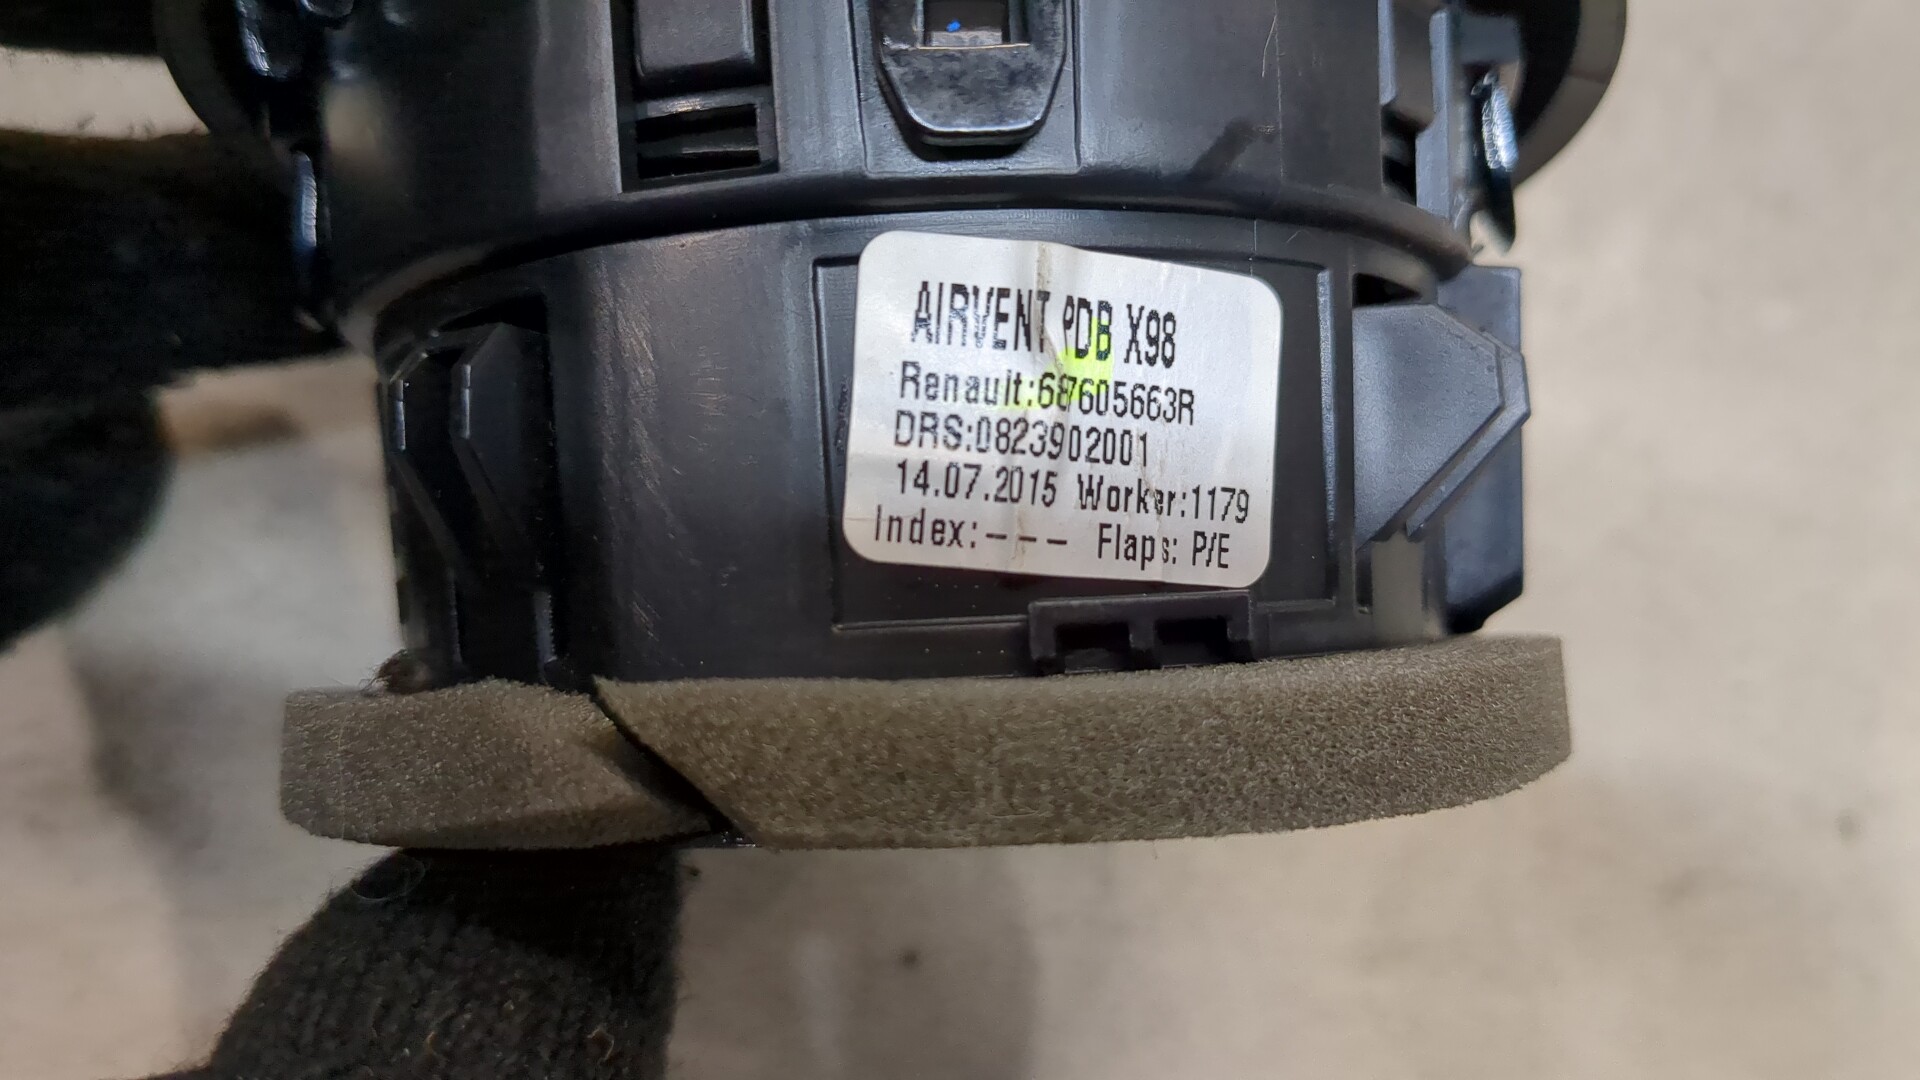 AIRVENT PDB X98
Renault:687605663R
DRS:0823902001
14.07.2015 Worker:1179
Index:--- Flaps: P/E